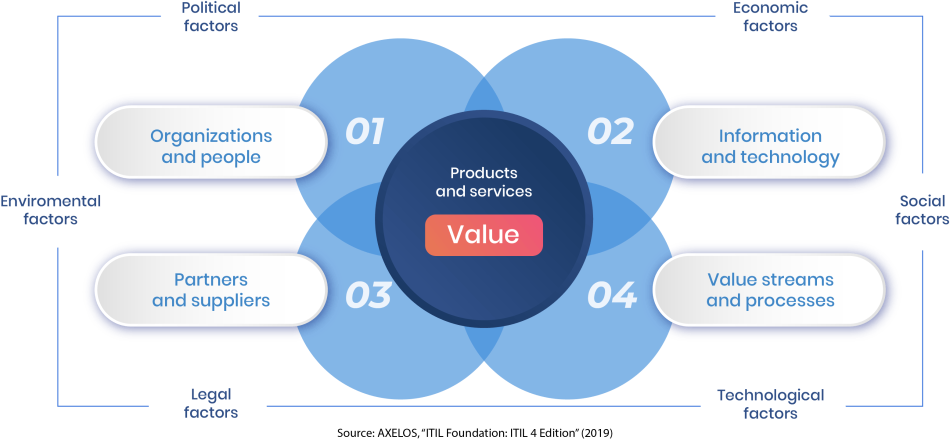 Political
factors
Economic
factors
01
02
Organizations
and people
Information
and technology
Products
and services
Value
Enviromental
factors
Social
factors
Partners
and suppliers
03
04
Value streams
and processes
Legal
factors
Technological
factors
Source: AXELOS, “ITIL Foundation: ITIL 4 Edition” (2019)